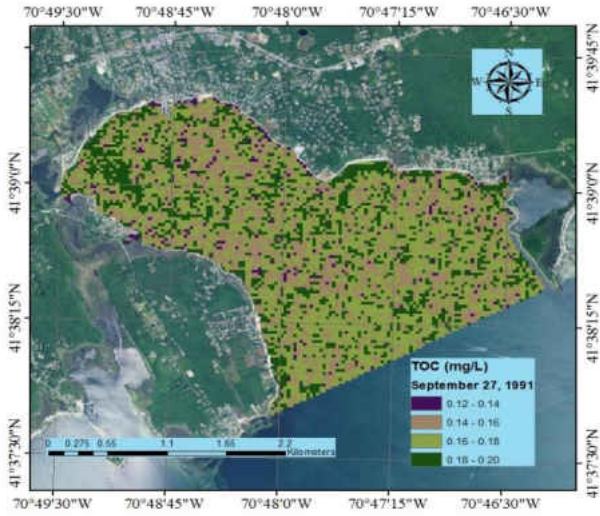 70°49'30"W 70°48'45"W 70°48'0"W 70°47'15"W 70°46'30"W
41°39'45"N
N
W E
S
41°39'0"N 41°39'0"N
41°38'15"N 41°38'15"N
TOC (mg/L)
September 27, 1991
0.12 - 0.14
0.14 - 0.16
0.16 - 0.18
0.18 - 0.20
0 0.275 0.55 1.1 1.65 2.2
Kilometers
41°37'30"N 41°37'30"N
70°49'30"W 70°48'45"W 70°48'0"W 70°47'15"W 70°46'30"W